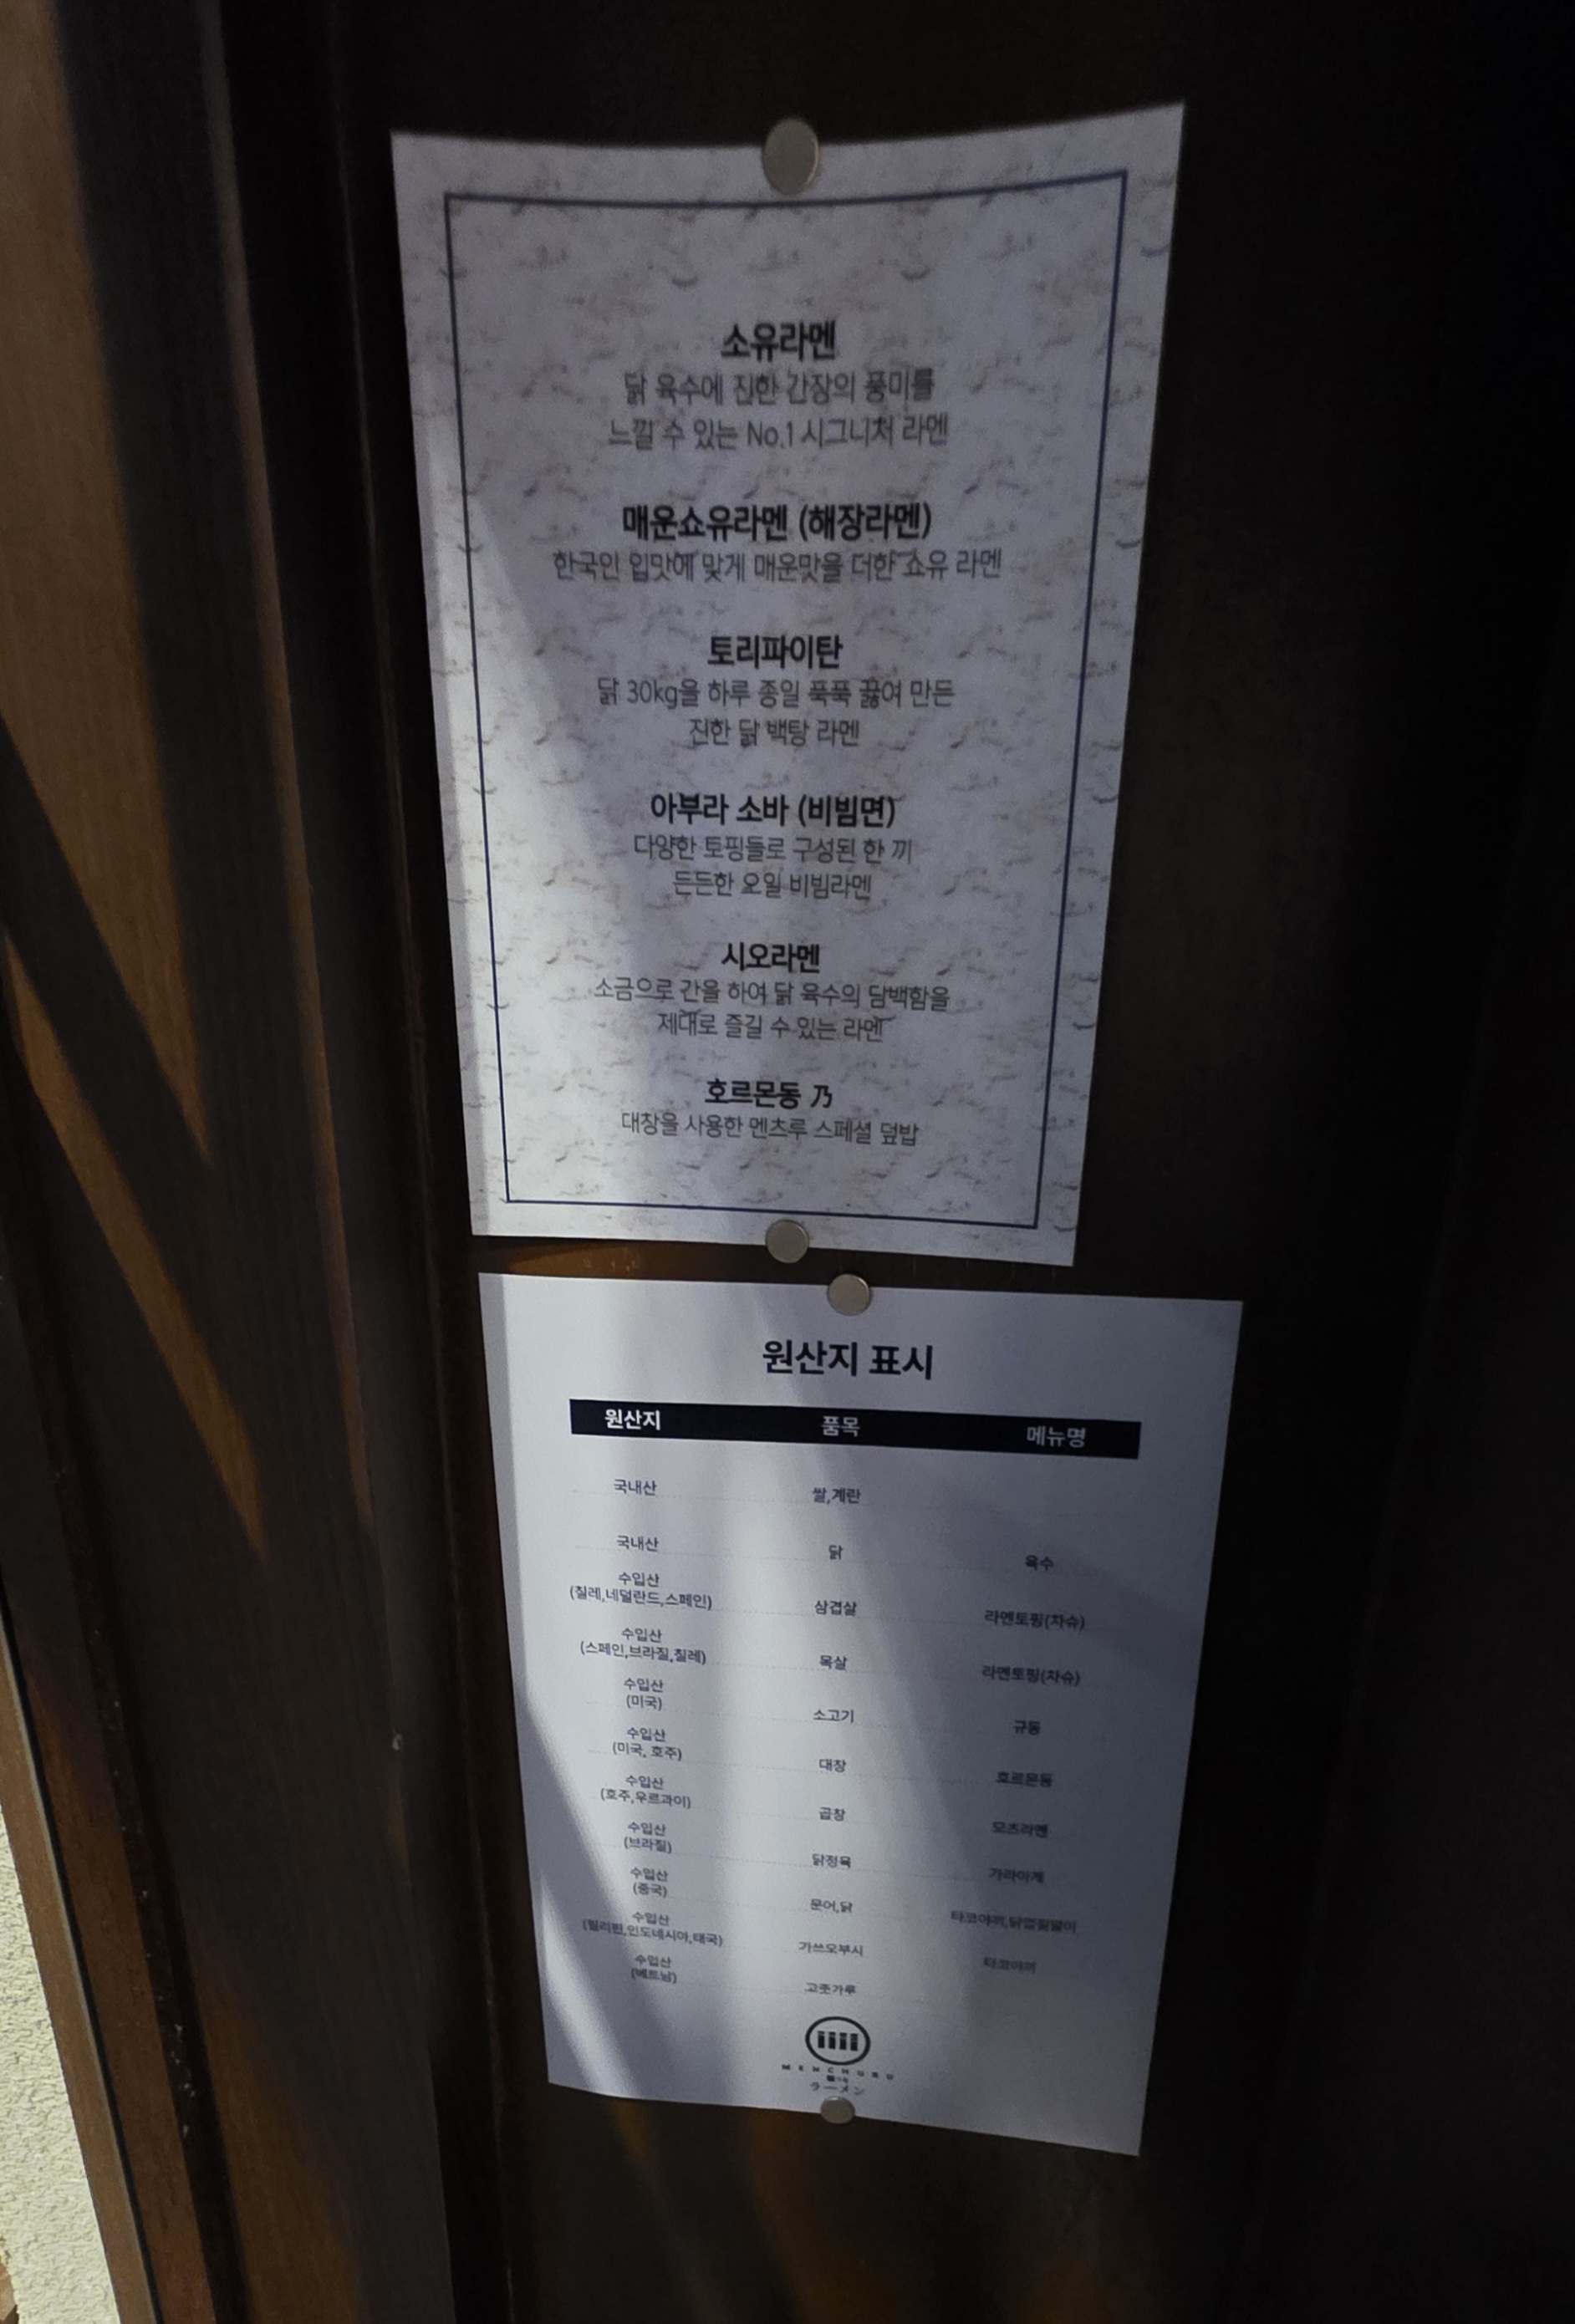 소유라멘
닭 육수에 진한 간장의 풍미를
느낄 수 있는 No.1 시그니처 라멘
매운쇼유라멘 (해장라멘)
한국인 입맛에 맞게 매운맛을 더한 쇼유 라멘
토리파이탄
닭 30kg을 하루 종일 푹푹 끓여 만든
진한 닭 백탕 라멘
아부라 소바 (비빔면)
다양한 토핑들로 구성된 한 끼
든든한 오일 비빔라멘
시오라멘
소금으로 간을 하여 닭 육수의 담백함을
제대로 즐길 수 있는 라멘
호르몬동 乃
대창을 사용한 멘츠루 스페셜 덮밥
원산지 표시
원산지 품목 메뉴명
국내산 쌀,계란
국내산 닭 육수
수입산
(칠레,네덜란드,스페인) 삼겹살 라멘토핑(차슈)
수입산
(스페인,브라질,칠레) 목살 라멘토핑(차슈)
수입산
(미국) 소고기 규동
수입산
(미국, 호주) 대창 호르몬동
수입산
(호주,우르과이) 곱창 모츠라멘
수입산
(브라질) 닭정육 가라아게
수입산
(중국) 문어,닭 타코야끼,닭껍질말이
수입산
(필리핀,인도네시아,태국) 가쓰오부시 타코야끼
수입산
(베트남) 고춧가루
MENCHURU
ラーメン